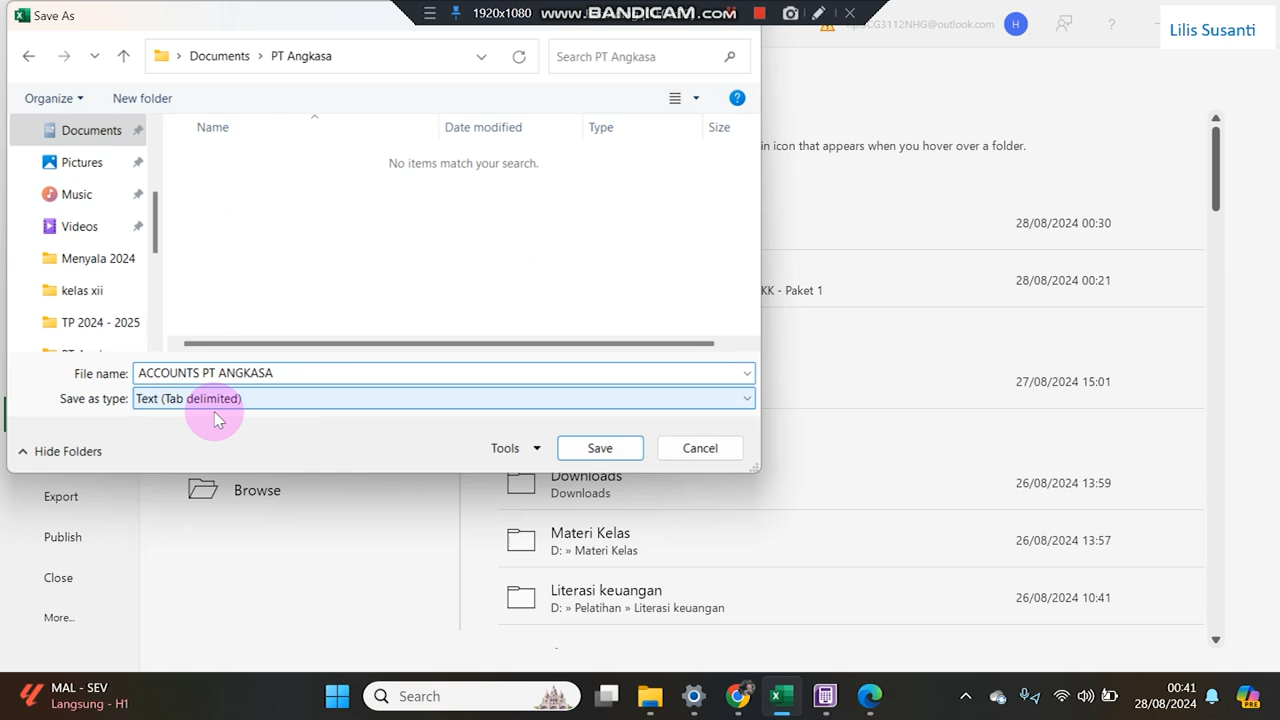 Save As
1920x1080
www.BANDICAM.com
@outlook.com
H
?
Lilis Susanti
Documents > PT Angkasa
Search PT Angkasa
Organize
New folder
?
Name
Date modified
Type
Size
No items match your search.
Documents
Pictures
Music
Videos
Menyala 2024
kelas xii
TP 2024 - 2025
File name: ACCOUNTS PT ANGKASA
Save as type: Text (Tab delimited)
Hide Folders
Tools
Save
Cancel
in icon that appears when you hover over a folder.
28/08/2024 00:30
28/08/2024 00:21
KK - Paket 1
27/08/2024 15:01
Export
Publish
Close
More...
Browse
Downloads
Downloads
26/08/2024 13:59
Materi Kelas
D: » Materi Kelas
26/08/2024 13:57
Literasi keuangan
D: » Pelatihan » Literasi keuangan
26/08/2024 10:41
MAL - SEV
Search
PRE
00:41
28/08/2024